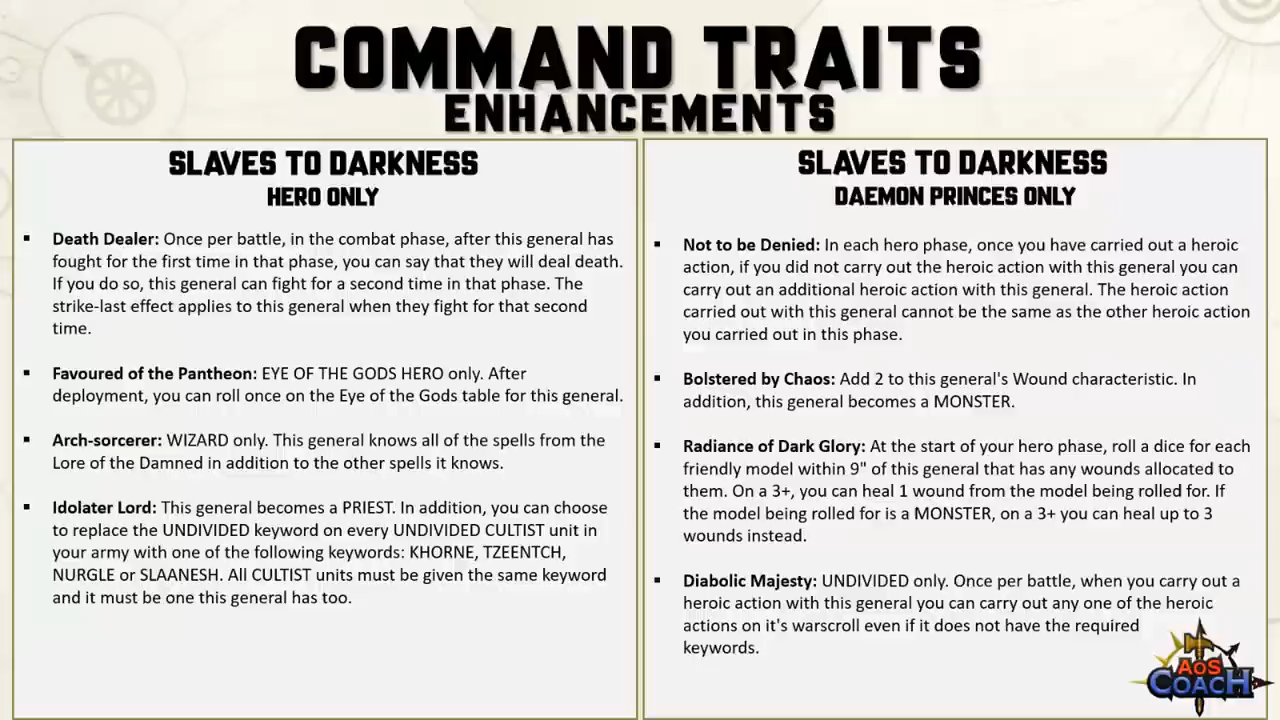 COMMAND TRAITS
ENHANCEMENTS
SLAVES TO DARKNESS
HERO ONLY
▪ Death Dealer: Once per battle, in the combat phase, after this general has
fought for the first time in that phase, you can say that they will deal death.
If you do so, this general can fight for a second time in that phase. The
strike-last effect applies to this general when they fight for that second
time.
▪ Favoured of the Pantheon: EYE OF THE GODS HERO only. After
deployment, you can roll once on the Eye of the Gods table for this general.
▪ Arch-sorcerer: WIZARD only. This general knows all of the spells from the
Lore of the Damned in addition to the other spells it knows.
▪ Idolater Lord: This general becomes a PRIEST. In addition, you can choose
to replace the UNDIVIDED keyword on every UNDIVIDED CULTIST unit in
your army with one of the following keywords: KHORNE, TZEENTCH,
NURGLE or SLAANESH. All CULTIST units must be given the same keyword
and it must be one this general has too.
SLAVES TO DARKNESS
DAEMON PRINCES ONLY
▪ Not to be Denied: In each hero phase, once you have carried out a heroic
action, if you did not carry out the heroic action with this general you can
carry out an additional heroic action with this general. The heroic action
carried out with this general cannot be the same as the other heroic action
you carried out in this phase.
▪ Bolstered by Chaos: Add 2 to this general's Wound characteristic. In
addition, this general becomes a MONSTER.
▪ Radiance of Dark Glory: At the start of your hero phase, roll a dice for each
friendly model within 9" of this general that has any wounds allocated to
them. On a 3+, you can heal 1 wound from the model being rolled for. If
the model being rolled for is a MONSTER, on a 3+ you can heal up to 3
wounds instead.
▪ Diabolic Majesty: UNDIVIDED only. Once per battle, when you carry out a
heroic action with this general you can carry out any one of the heroic
actions on it's warscroll even if it does not have the required
keywords.
AoS
COACH